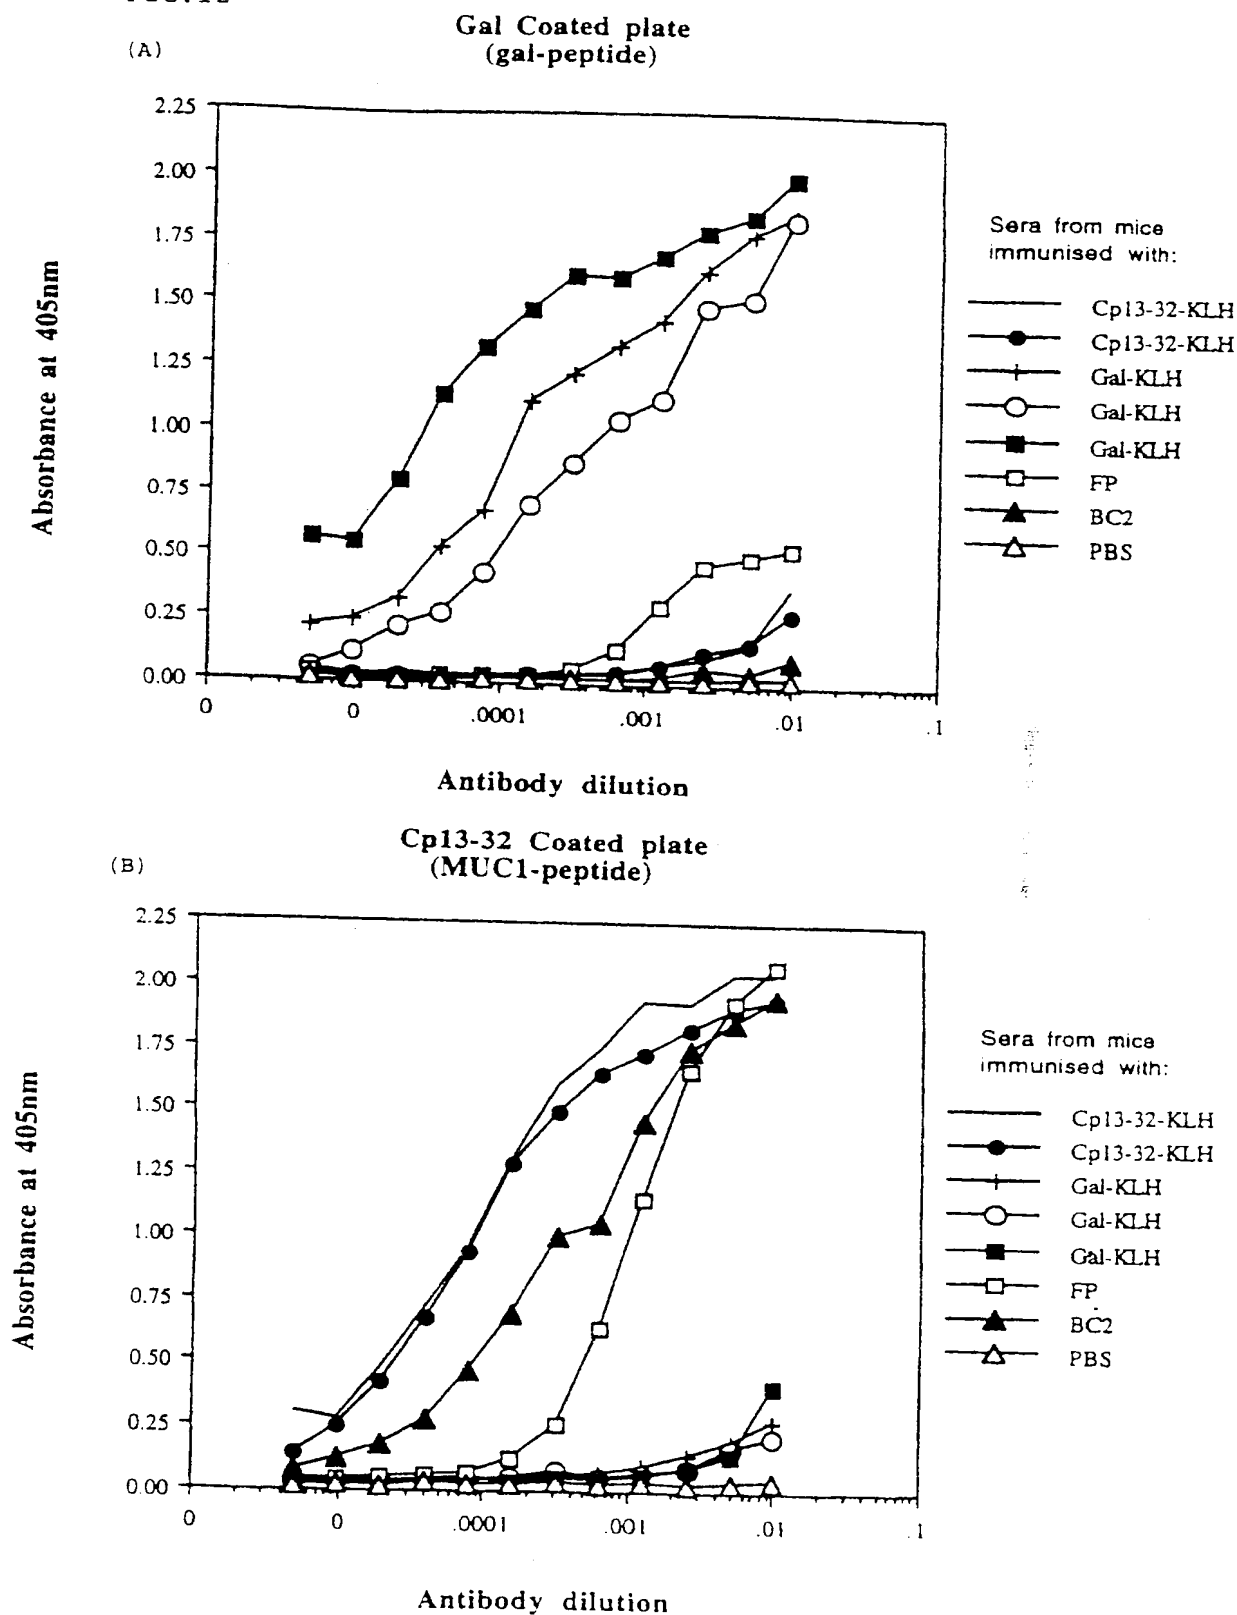 (A)
Gal Coated plate
(gal-peptide)
Absorbance at 405nm
2.25
2.00
1.75
1.50
1.25
1.00
0.75
0.50
0.25
0.00
0 0 .0001 .001 .01 .1
Antibody dilution
Sera from mice
immunised with:
Cp13-32-KLH
Cp13-32-KLH
Gal-KLH
Gal-KLH
Gal-KLH
FP
BC2
PBS
(B)
Cp13-32 Coated plate
(MUC1-peptide)
Absorbance at 405nm
2.25
2.00
1.75
1.50
1.25
1.00
0.75
0.50
0.25
0.00
0 0 .0001 .001 .01 .1
Antibody dilution
Sera from mice
immunised with:
Cp13-32-KLH
Cp13-32-KLH
Gal-KLH
Gal-KLH
Gal-KLH
FP
BC2
PBS